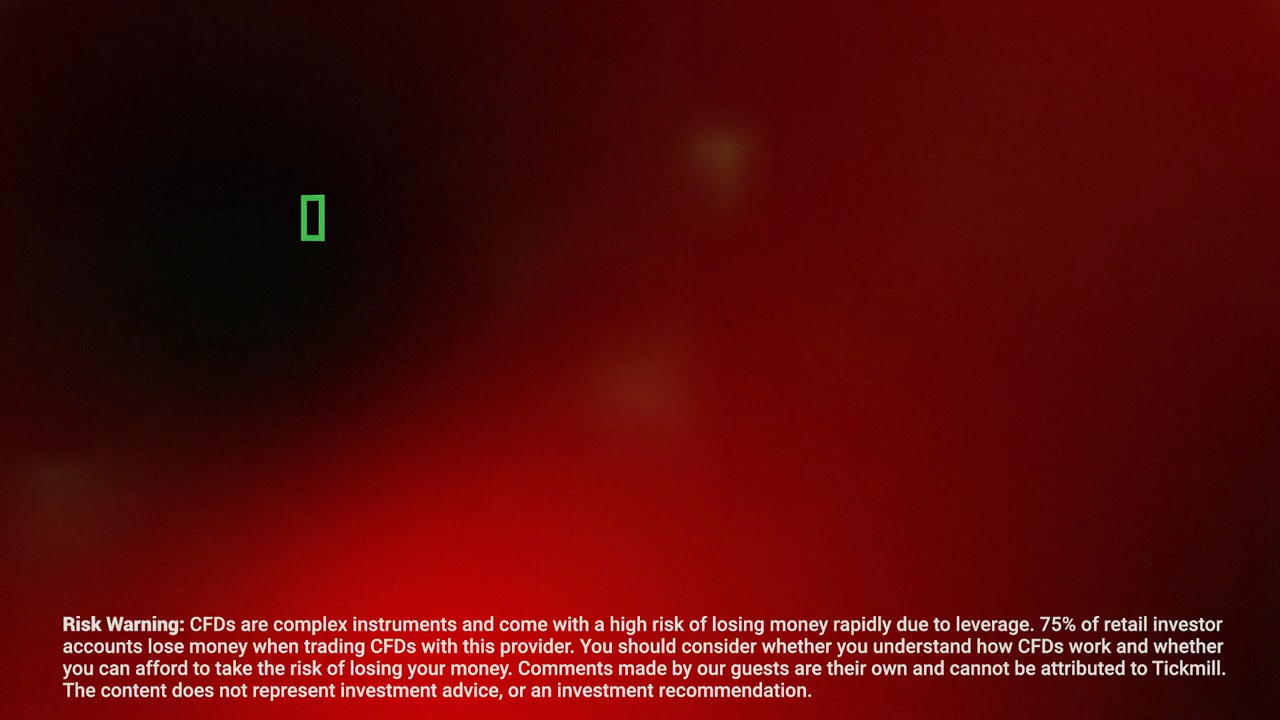 Risk Warning: CFDs are complex instruments and come with a high risk of losing money rapidly due to leverage. 75% of retail investor
accounts lose money when trading CFDs with this provider. You should consider whether you understand how CFDs work and whether
you can afford to take the risk of losing your money. Comments made by our guests are their own and cannot be attributed to Tickmill.
The content does not represent investment advice, or an investment recommendation.